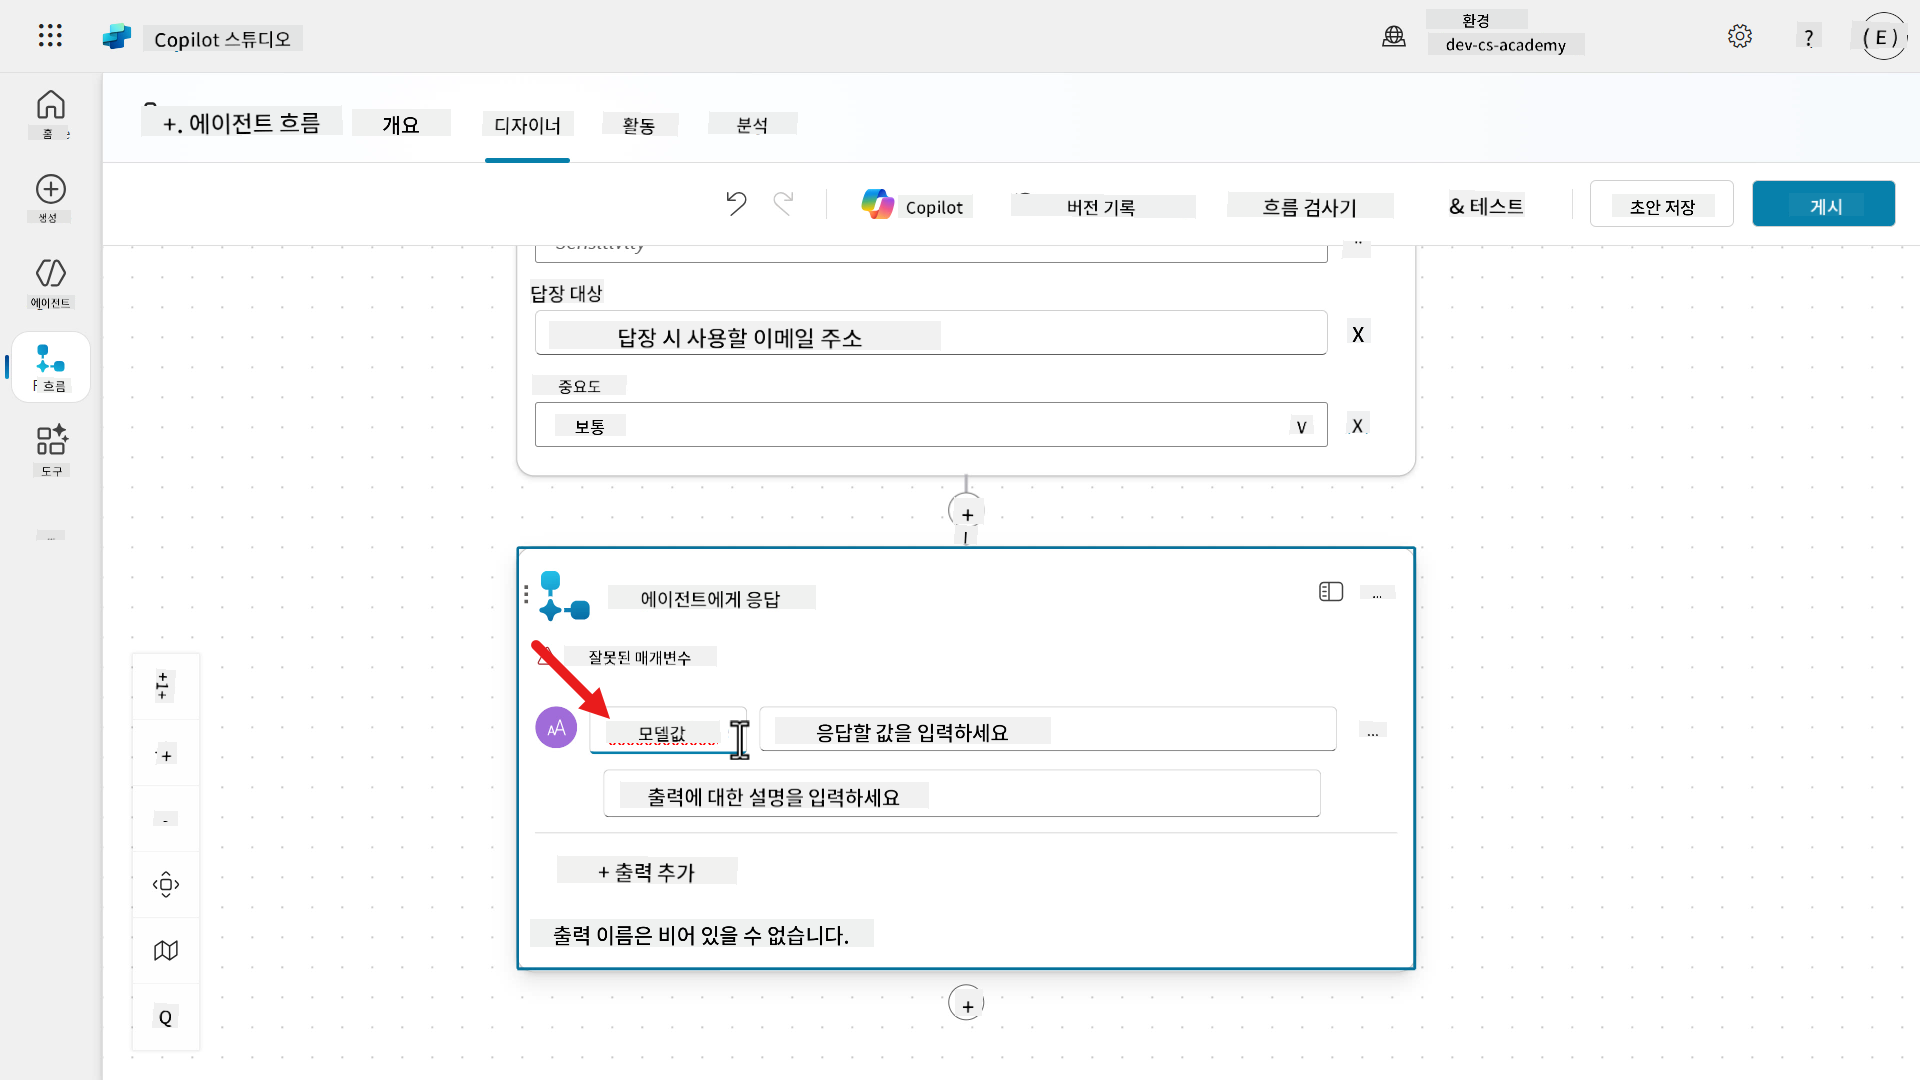 Copilot 스튜디오
환경
dev-cs-academy
?
( E )
+. 에이전트 흐름
개요
디자이너
활동
분석
Copilot
버전 기록
흐름 검사기
& 테스트
초안 저장
게시
홈
생성
에이전트
흐름
도구
Sensitivity
답장 대상
답장 시 사용할 이메일 주소
X
중요도
보통
V
X
+
에이전트에게 응답
...
잘못된 매개변수
AA
모델값
응답할 값을 입력하세요
...
출력에 대한 설명을 입력하세요
+ 출력 추가
출력 이름은 비어 있을 수 없습니다.
+
+
-
Q